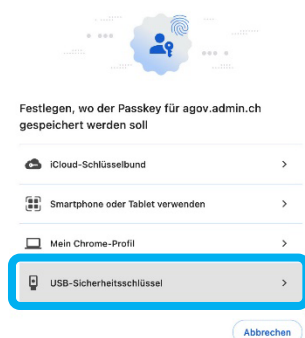 Festlegen, wo der Passkey für agov.admin.ch
gespeichert werden soll
iCloud-Schlüsselbund
Smartphone oder Tablet verwenden
Mein Chrome-Profil
USB-Sicherheitsschlüssel
Abbrechen